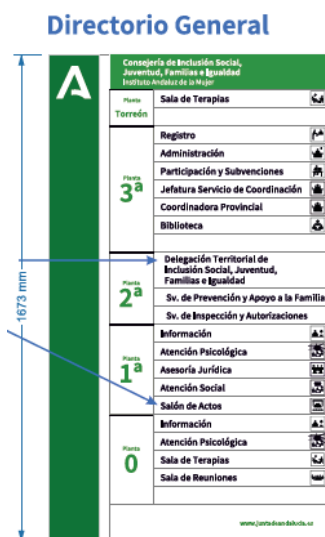 Directorio General
Consejería de Inclusión Social,
Juventud, Familias e Igualdad
Instituto Andaluz de la Mujer
Planta
Torreón
Sala de Terapias
Planta
3ª
Registro
Administración
Participación y Subvenciones
Jefatura Servicio de Coordinación
Coordinadora Provincial
Biblioteca
Planta
2ª
Delegación Territorial de
Inclusión Social, Juventud,
Familias e Igualdad
Sv. de Prevención y Apoyo a la Familia
Sv. de Inspección y Autorizaciones
Planta
1ª
Información
Atención Psicológica
Asesoría Jurídica
Atención Social
Salón de Actos
Planta
0
Información
Atención Psicológica
Sala de Terapias
Sala de Reuniones
www.juntadeandalucia.es
1673 mm